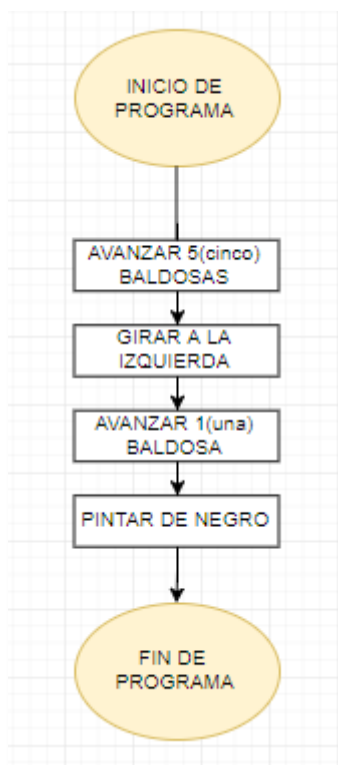 INICIO DE
PROGRAMA
AVANZAR 5(cinco)
BALDOSAS
GIRAR A LA
IZQUIERDA
AVANZAR 1(una)
BALDOSA
PINTAR DE NEGRO
FIN DE
PROGRAMA